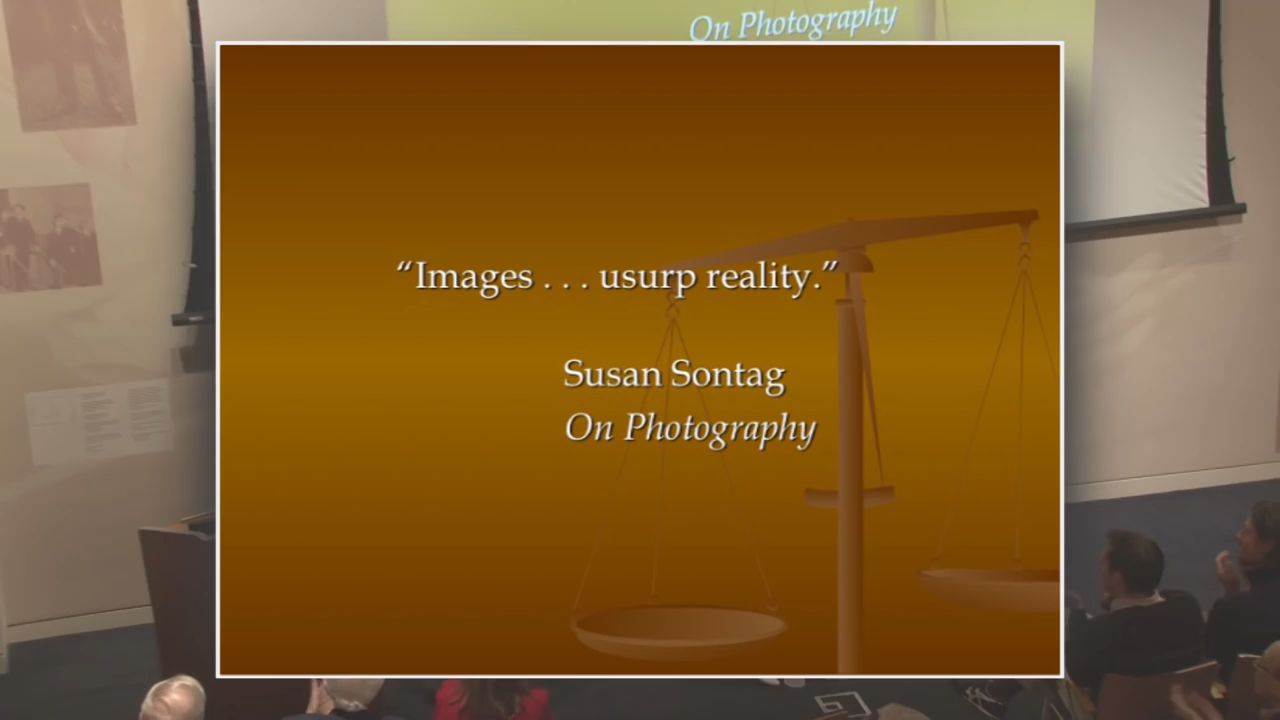 On Photography
“Images . . . usurp reality.”
Susan Sontag
On Photography